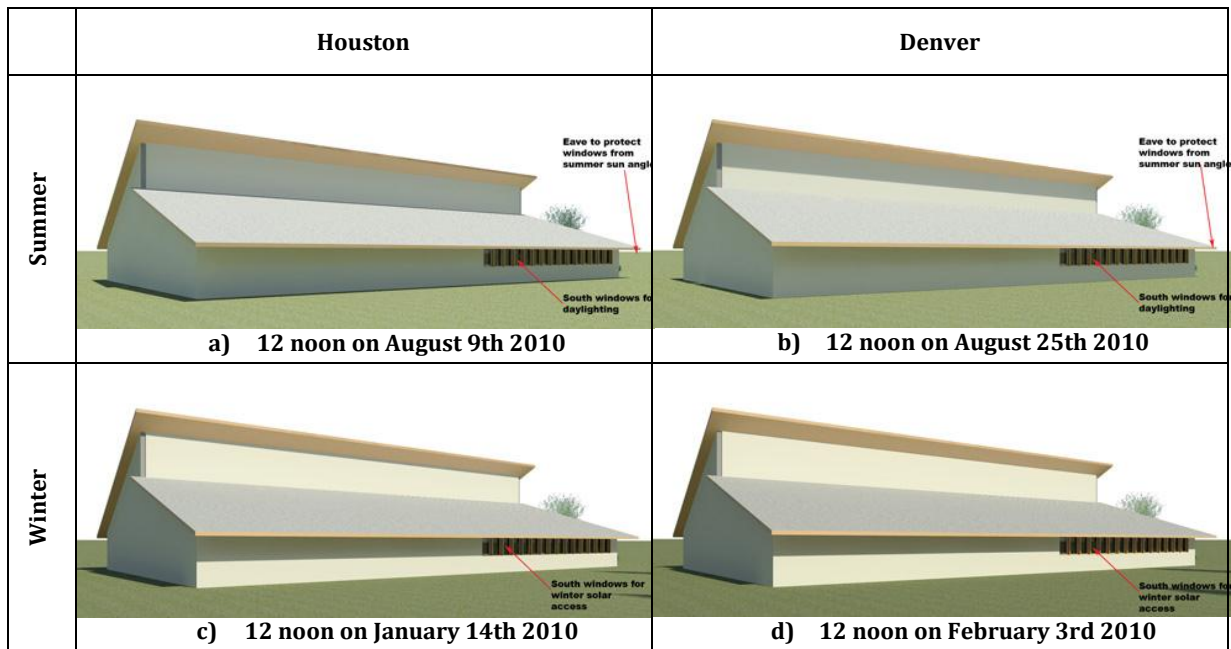 Houston
Denver
Summer
Eave to protect
windows from
summer sun angle
South windows fo
daylighting
a) 12 noon on August 9th 2010
Eave to protect
windows from
summer sun angle
South windows for
daylighting
b) 12 noon on August 25th 2010
Winter
South windows for
winter solar
access
c) 12 noon on January 14th 2010
South windows for
winter solar
access
d) 12 noon on February 3rd 2010